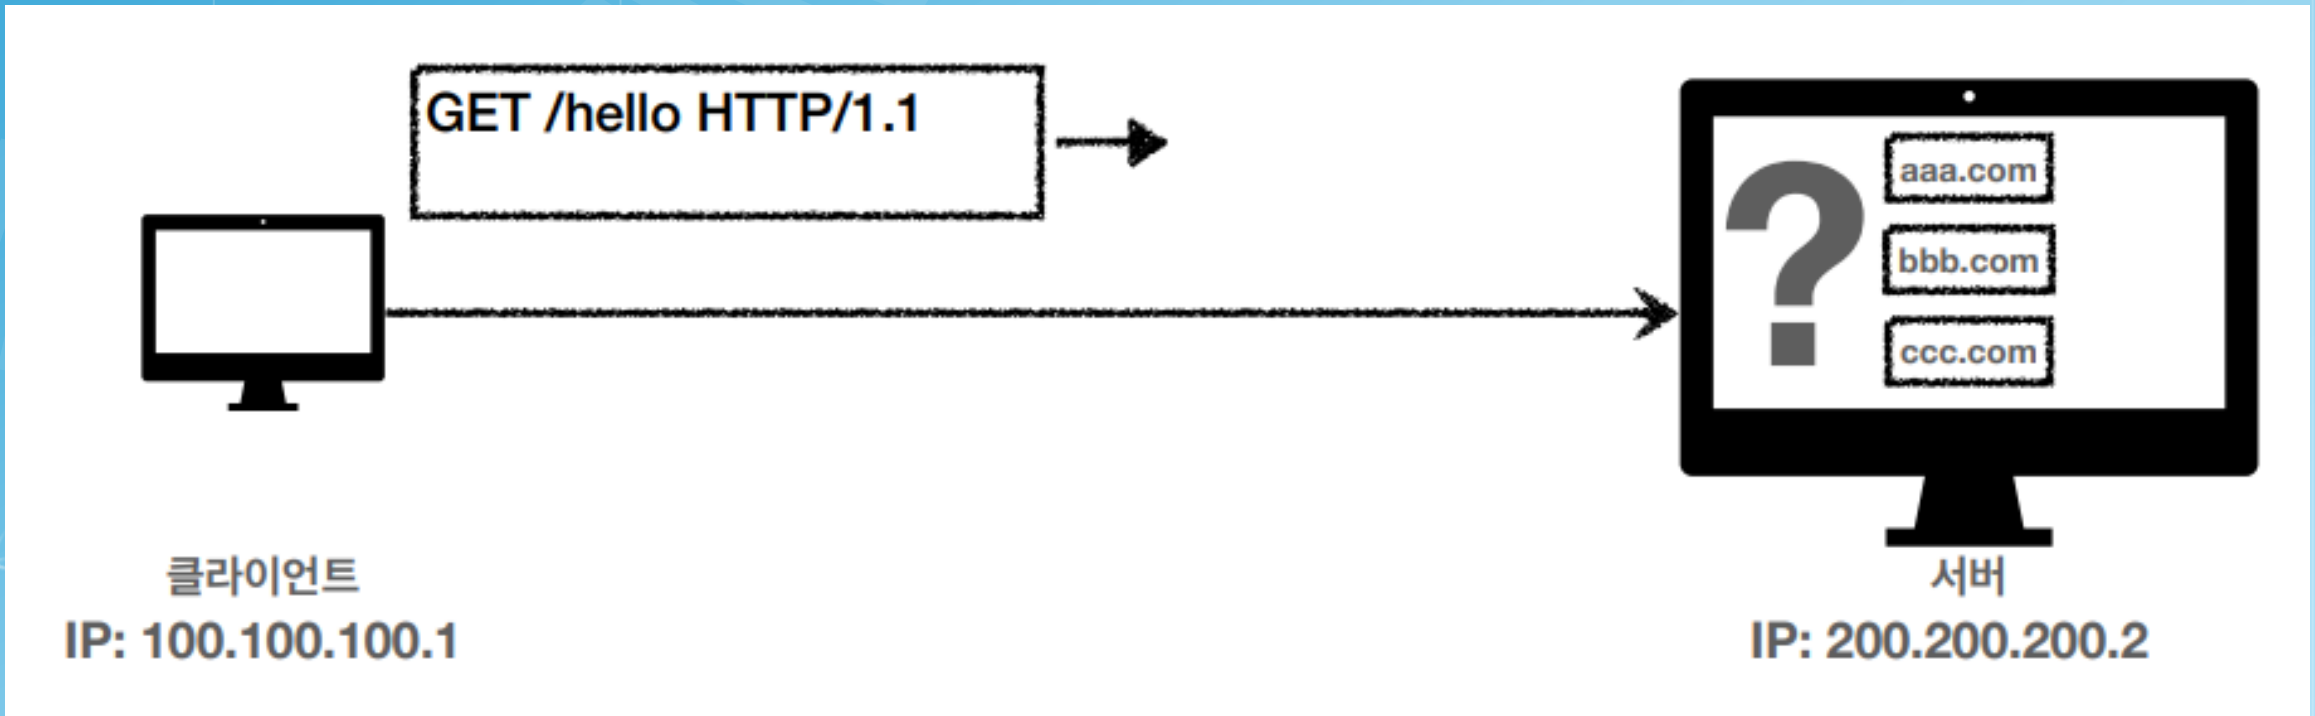 GET /hello HTTP/1.1
?
aaa.com
bbb.com
ccc.com
클라이언트
IP: 100.100.100.1
서버
IP: 200.200.200.2